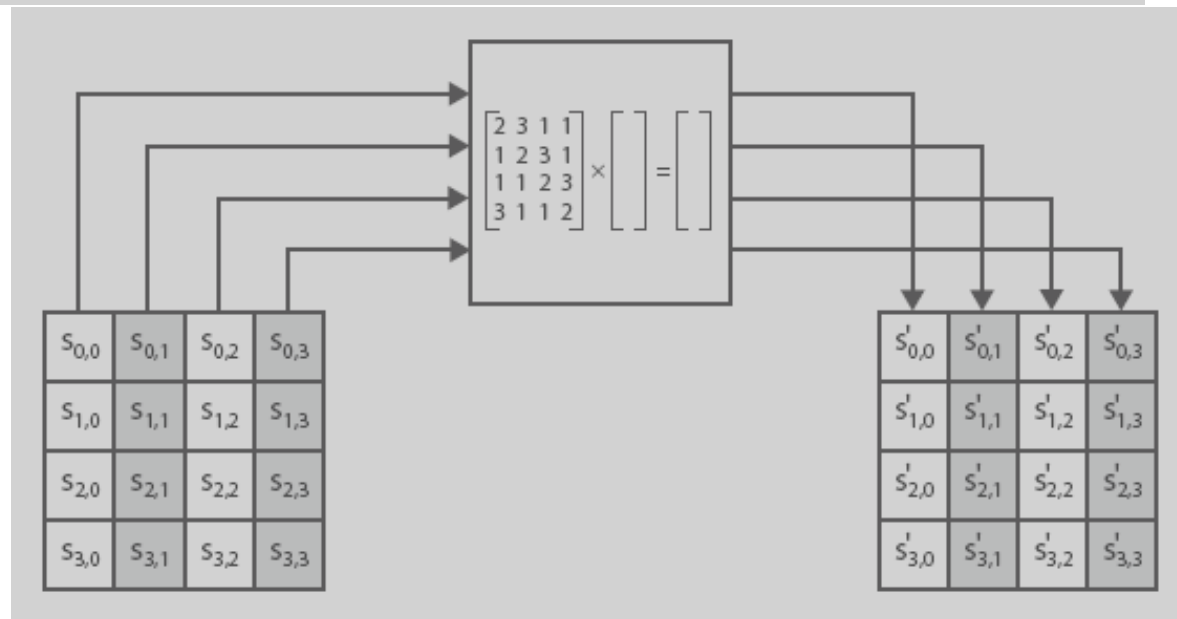 2 3 1 1
1 2 3 1
1 1 2 3
3 1 1 2
× =
S0,0 S0,1 S0,2 S0,3
S1,0 S1,1 S1,2 S1,3
S2,0 S2,1 S2,2 S2,3
S3,0 S3,1 S3,2 S3,3
S'0,0 S'0,1 S'0,2 S'0,3
S'1,0 S'1,1 S'1,2 S'1,3
S'2,0 S'2,1 S'2,2 S'2,3
S'3,0 S'3,1 S'3,2 S'3,3